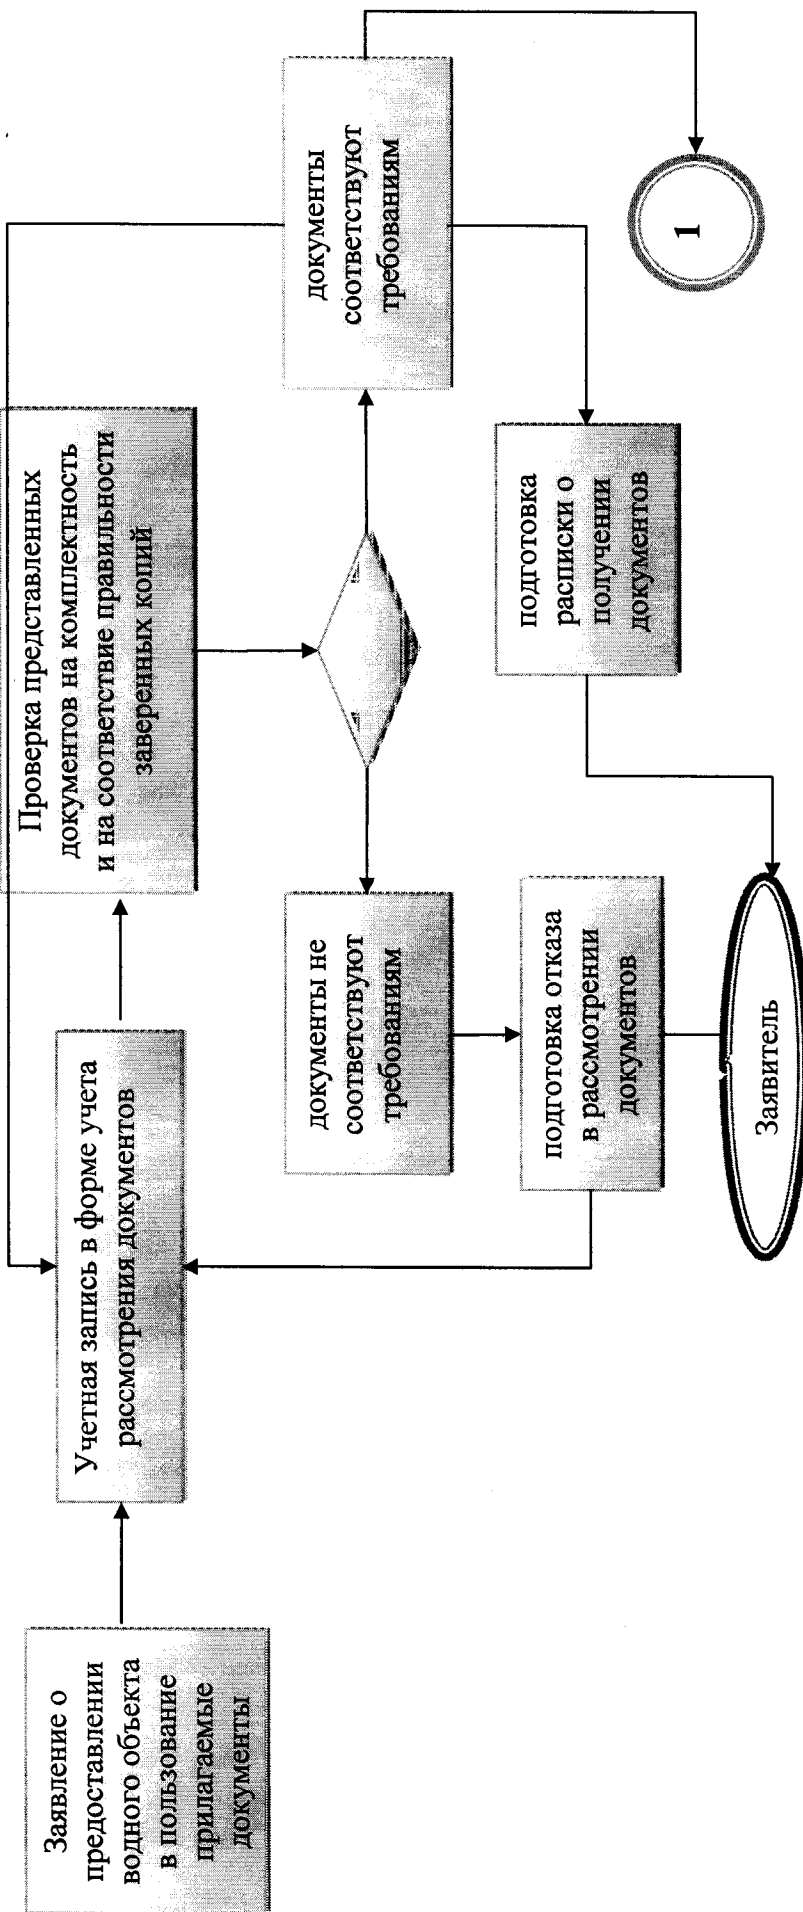 Заявление о
предоставлении
водного объекта
в пользование
прилагаемые
документы
Учетная запись в форме учета
рассмотрения документов
Проверка представленных
документов на комплектность
и на соответствие правильности
заверенных копий
документы не
соответствуют
требованиям
документы
соответствуют
требованиям
подготовка отказа
в рассмотрении
документов
подготовка
расписки о
получении
документов
1
Заявитель